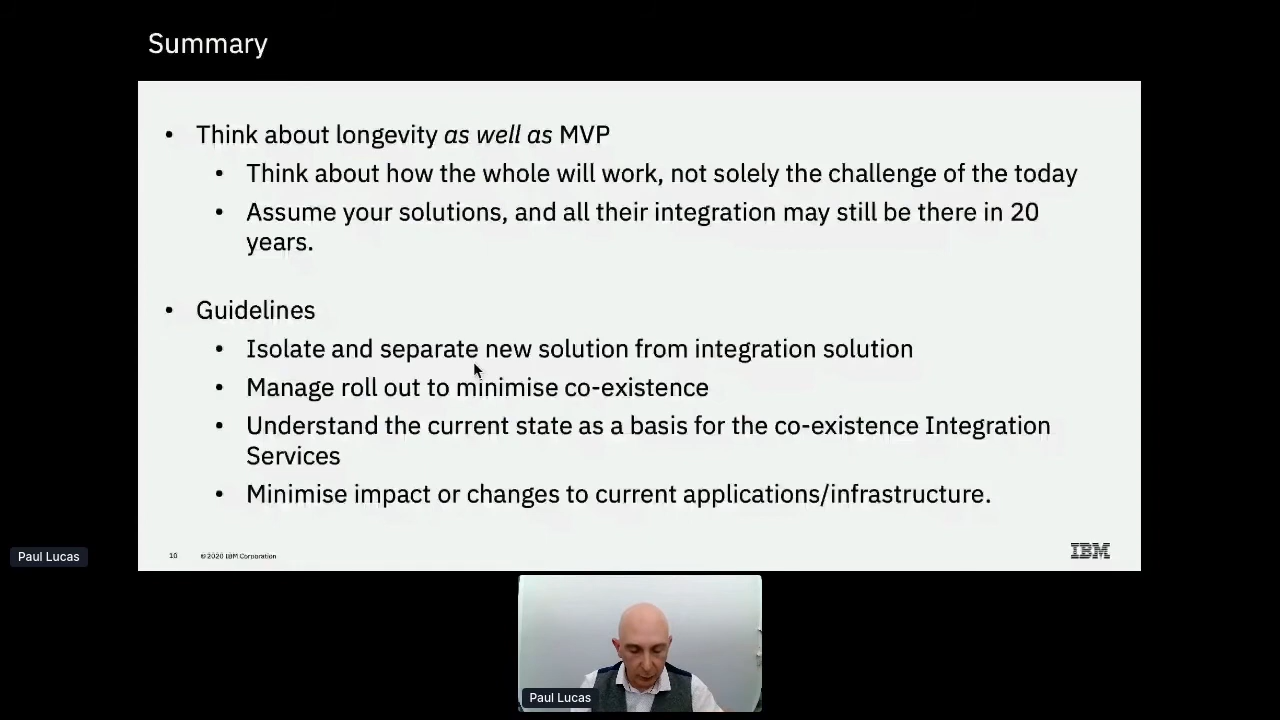 Summary
• Think about longevity as well as MVP
• Think about how the whole will work, not solely the challenge of the today
• Assume your solutions, and all their integration may still be there in 20
years.
• Guidelines
• Isolate and separate new solution from integration solution
• Manage roll out to minimise co-existence
• Understand the current state as a basis for the co-existence Integration
Services
• Minimise impact or changes to current applications/infrastructure.
Paul Lucas
10 © 2020 IBM Corporation
IBM
Paul Lucas